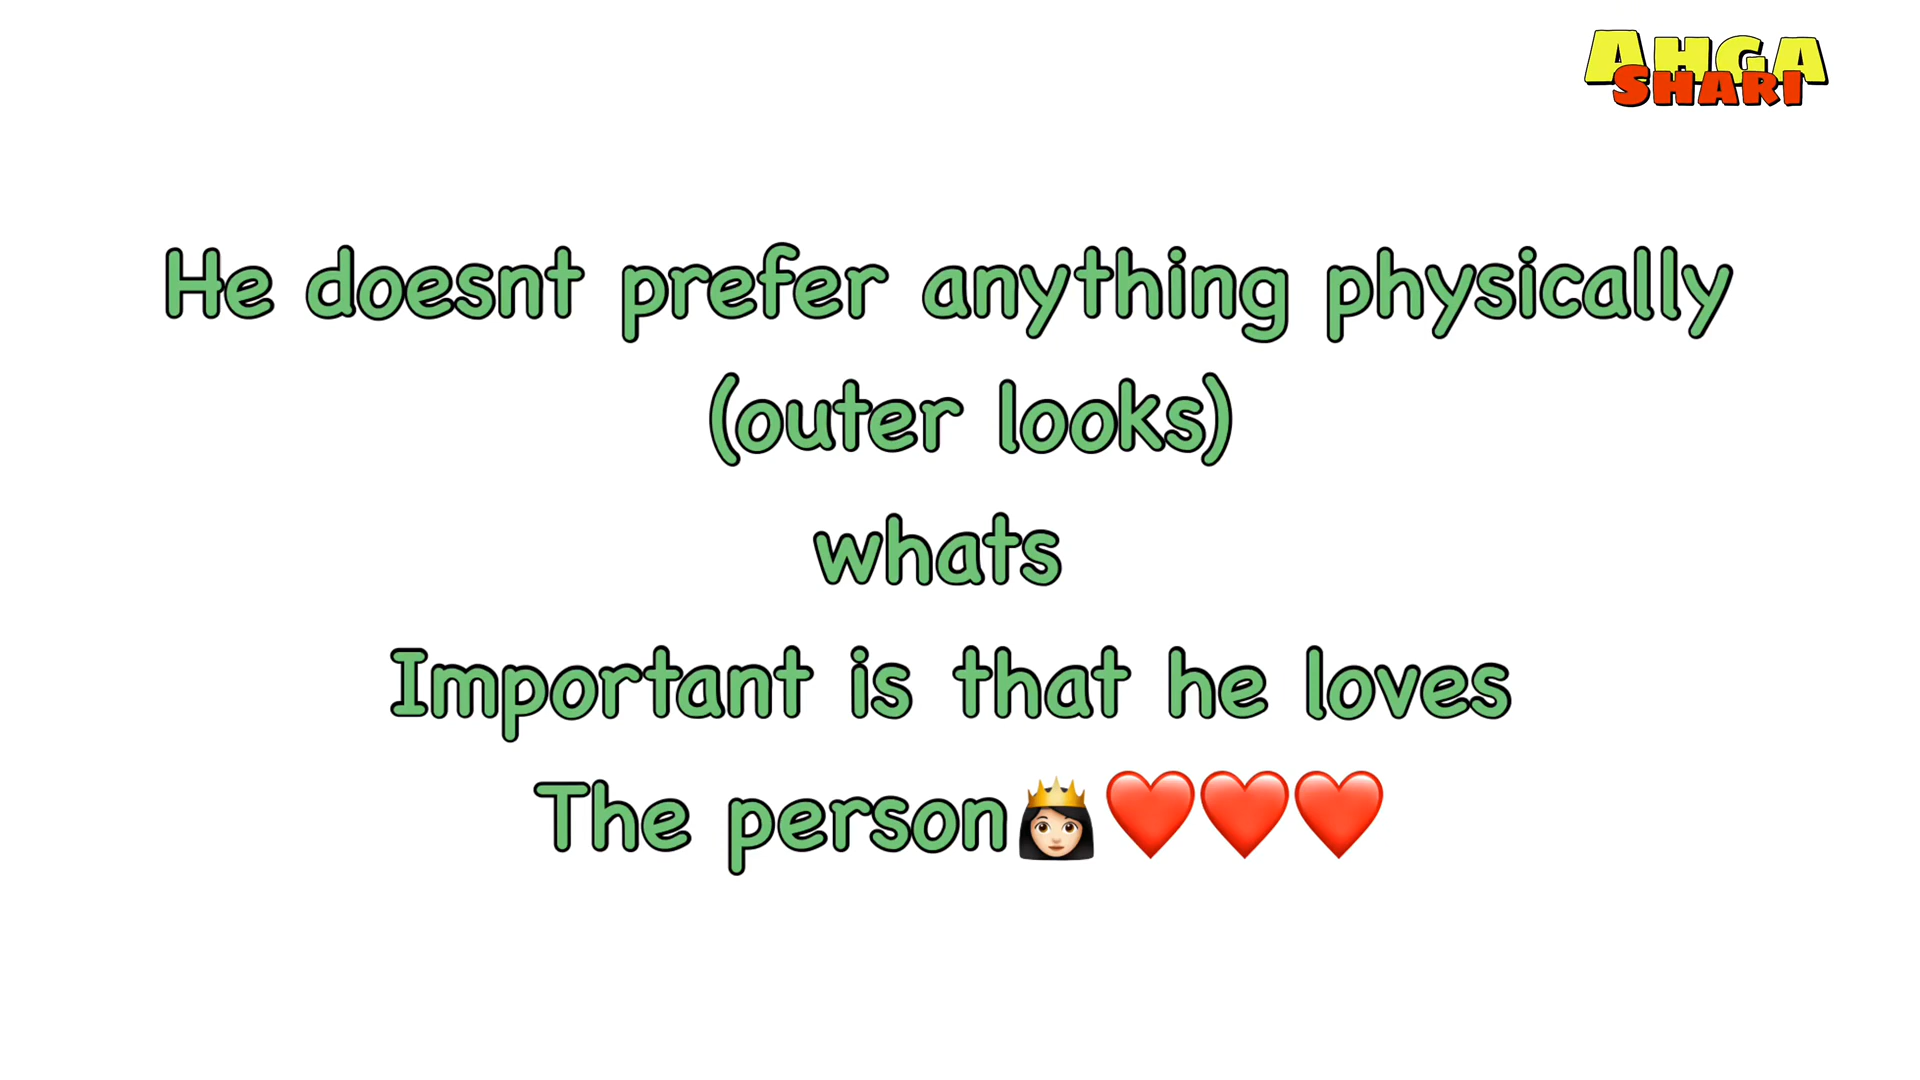 AHGA
SHARI
He doesnt prefer anything physically
(outer looks)
whats
Important is that he loves
The person👸🏻❤️❤️❤️